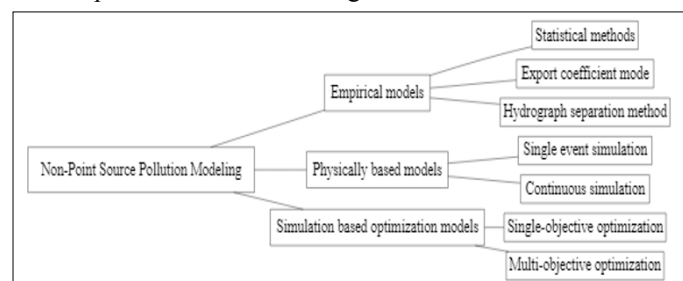 Statistical methods
Export coefficient mode
Empirical models
Hydrograph separation method
Single event simulation
Non-Point Source Pollution Modeling
Physically based models
Continuous simulation
Simulation based optimization models
Single-objective optimization
Multi-objective optimization